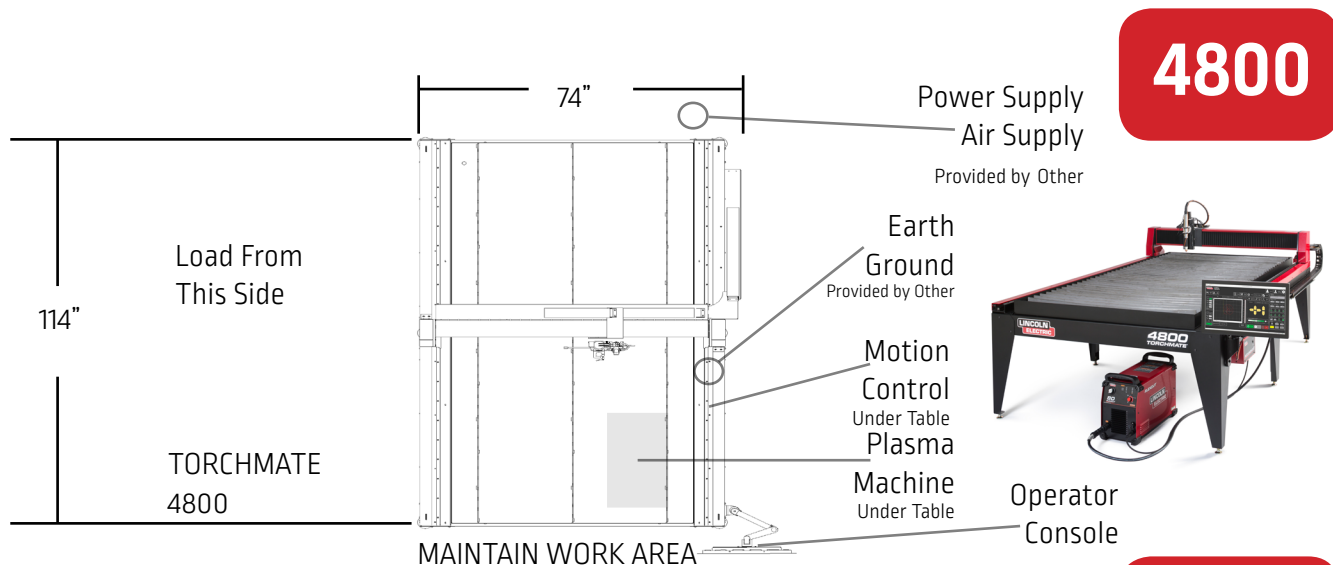 4800
74”
Power Supply
Air Supply
Provided by Other
Earth
Ground
Provided by Other
Load From
This Side
114”
Motion
Control
Under Table
Plasma
Machine
Under Table
TORCHMATE
4800
Operator
Console
MAINTAIN WORK AREA
LINCOLN
ELECTRIC
4800
TORCHMATE